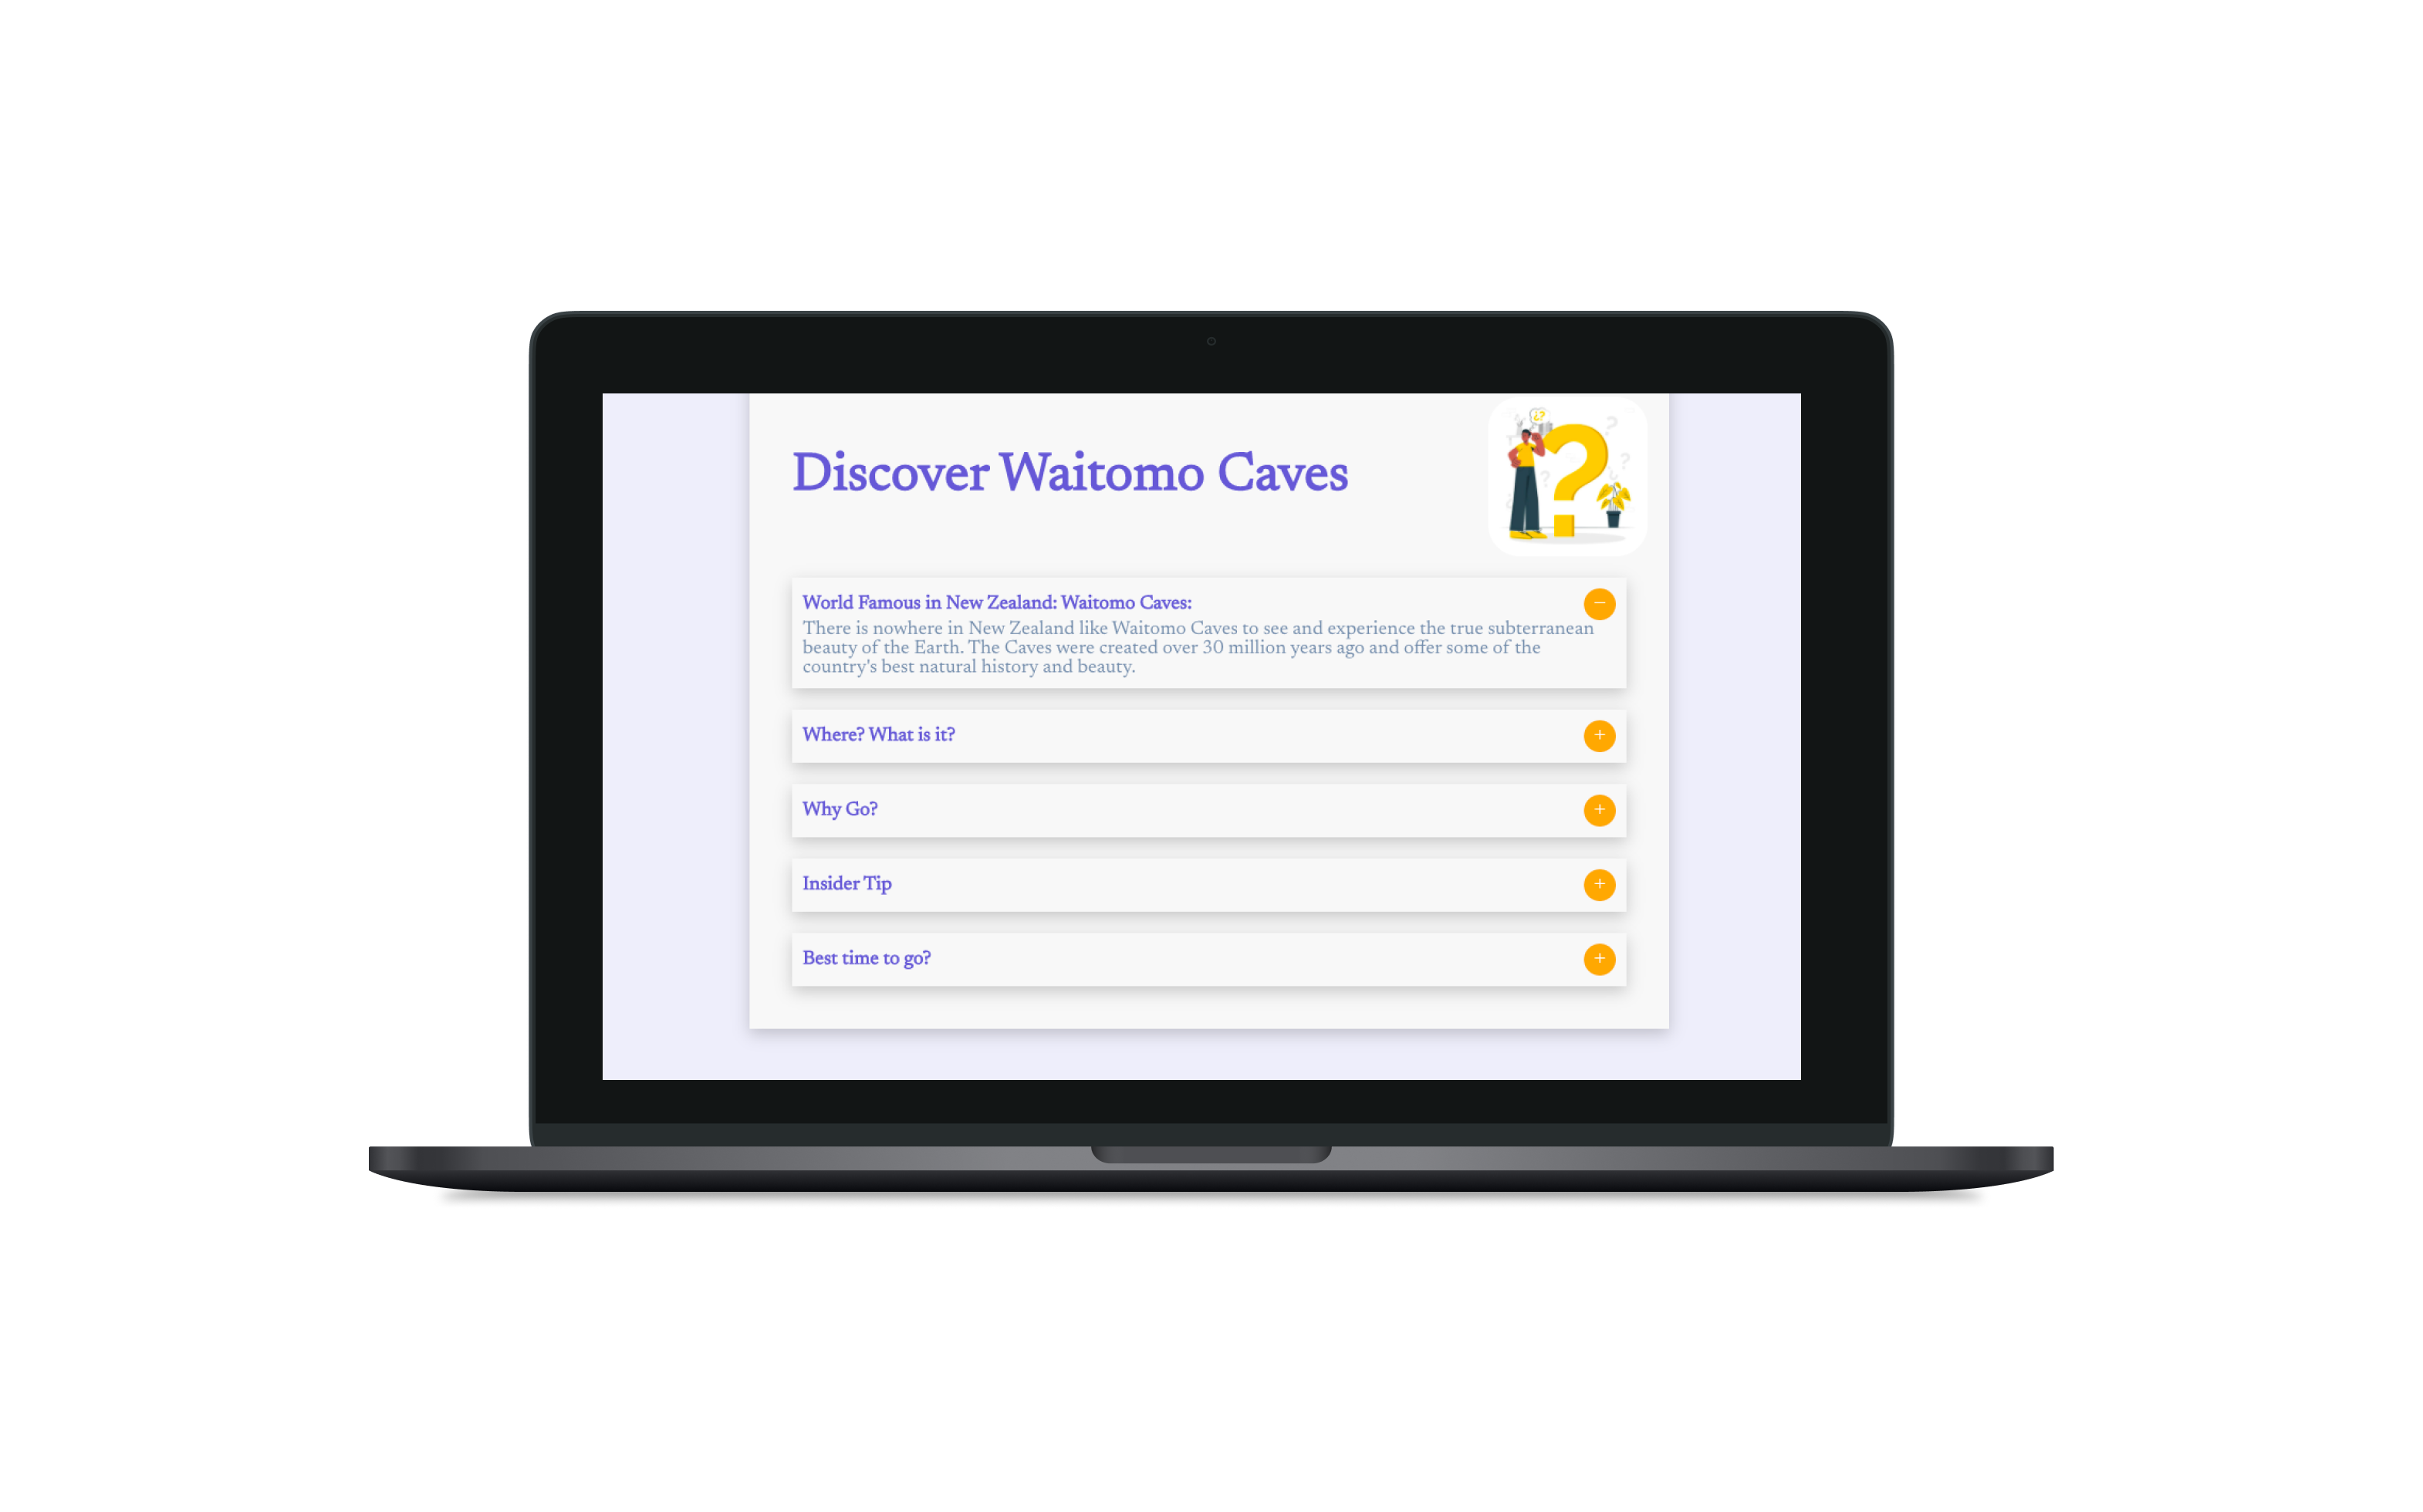 Discover Waitomo Caves
World Famous in New Zealand: Waitomo Caves:
There is nowhere in New Zealand like Waitomo Caves to see and experience the true subterranean
beauty of the Earth. The Caves were created over 30 million years ago and offer some of the
country's best natural history and beauty.
Where? What is it?
Why Go?
Insider Tip
Best time to go?